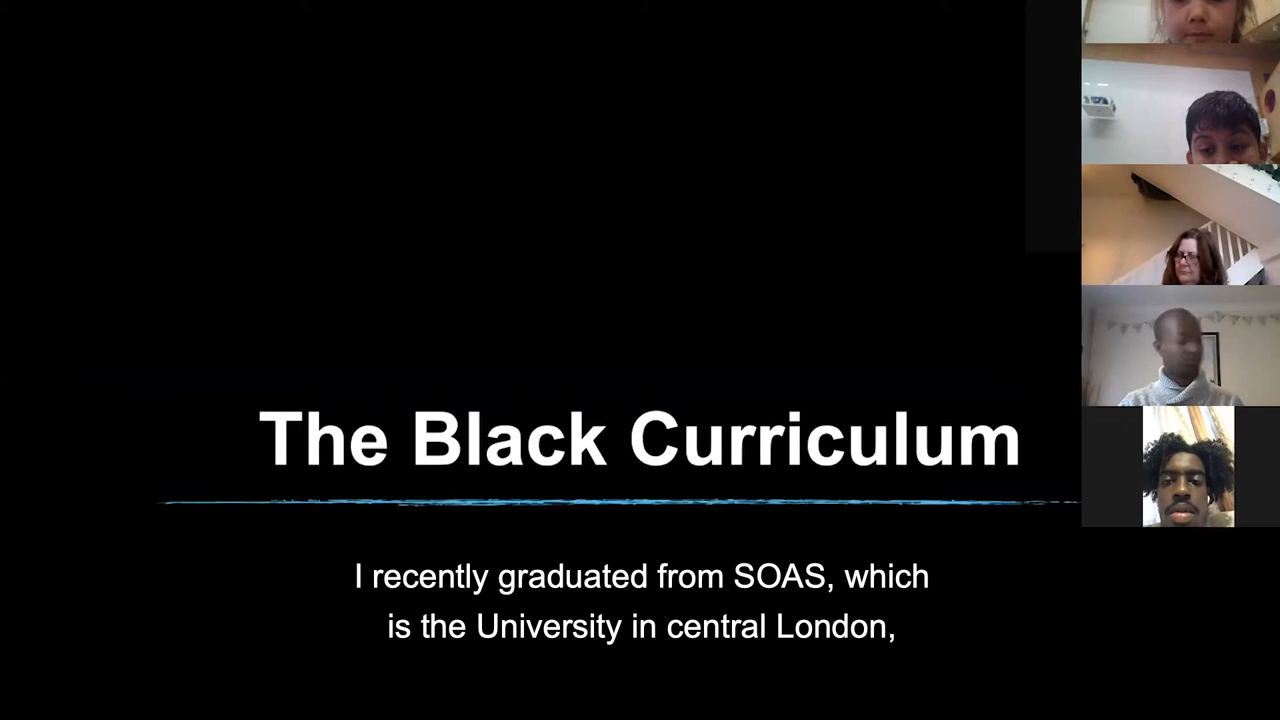 The Black Curriculum
I recently graduated from SOAS, which
is the University in central London,